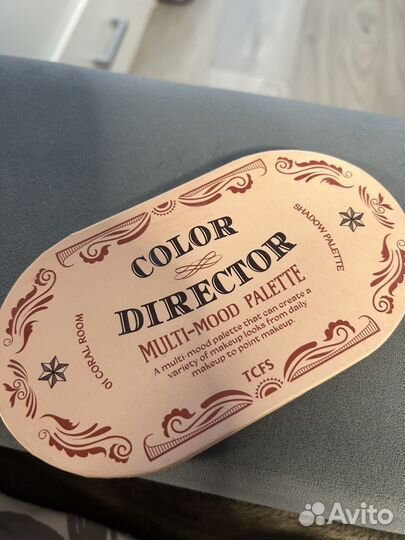 COLOR
DIRECTOR
MULTI-MOOD PALETTE
A multi-mood palette that can create a
variety of makeup looks from daily
makeup to point makeup.
TCFS
01 CORAL ROOM
SHADOW PALETTE
Avito